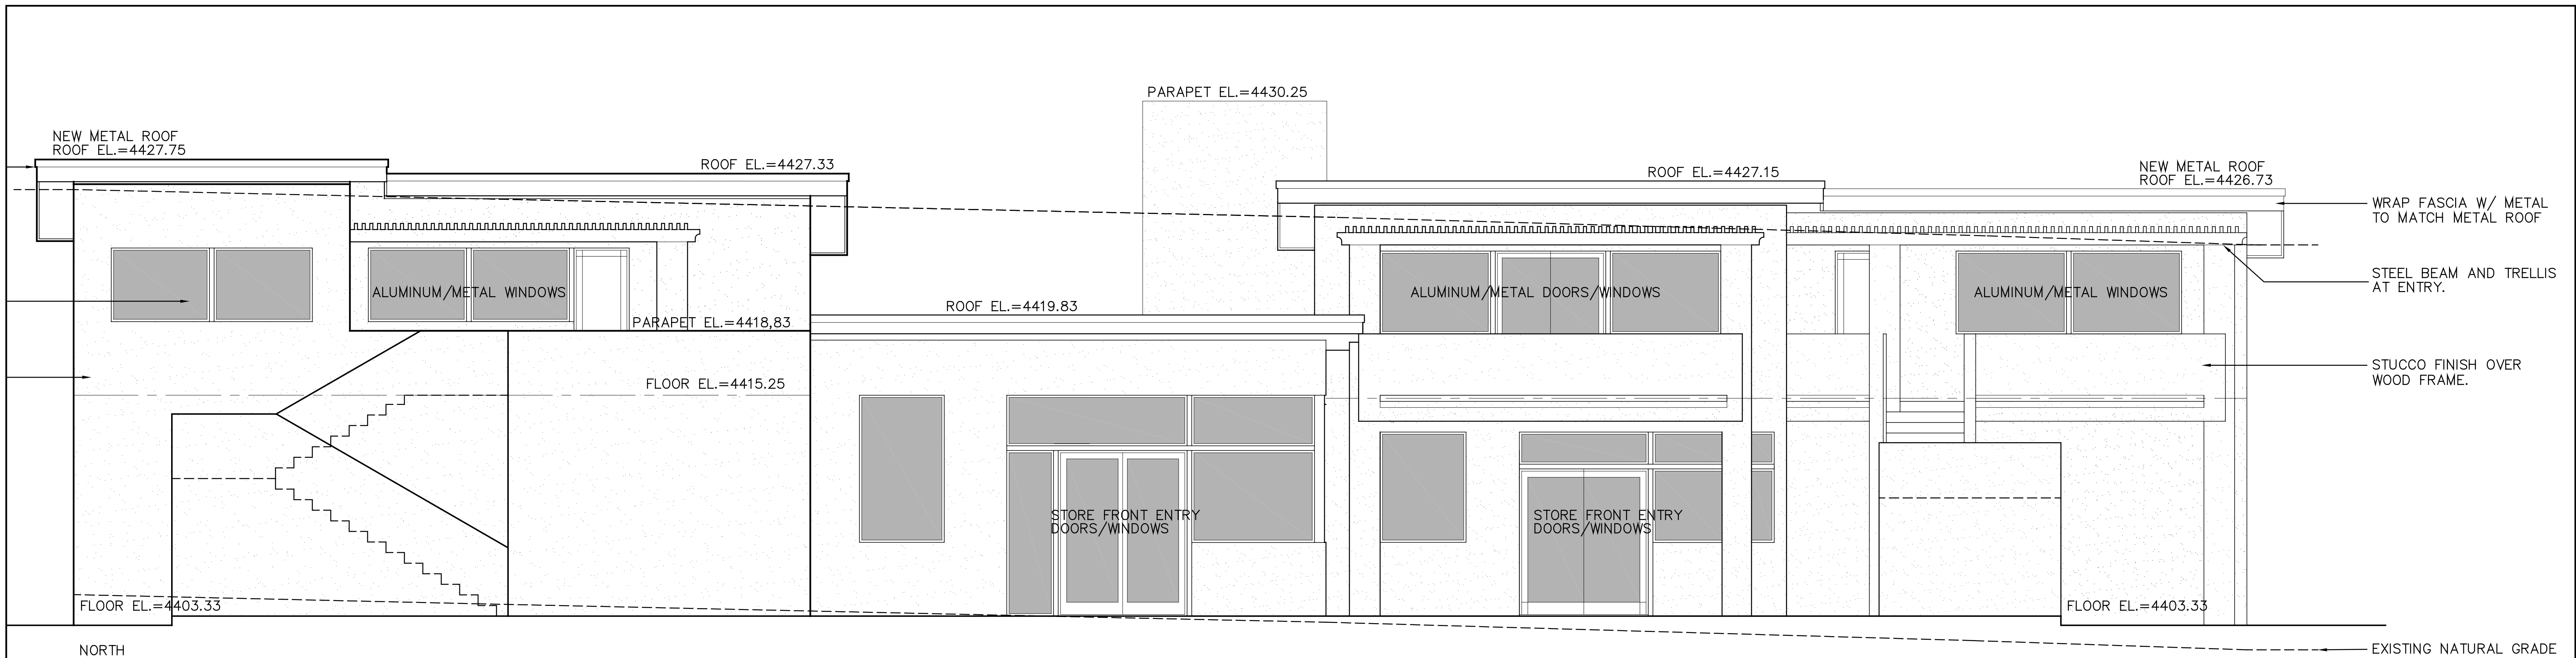 PARAPET EL.=4430.25
NEW METAL ROOF
ROOF EL.=4427.75
ROOF EL.=4427.33
ROOF EL.=4427.15
NEW METAL ROOF
ROOF EL.=4426.73
WRAP FASCIA W/ METAL
TO MATCH METAL ROOF
STEEL BEAM AND TRELLIS
AT ENTRY.
ALUMINUM/METAL WINDOWS
ALUMINUM/METAL DOORS/WINDOWS
ALUMINUM/METAL WINDOWS
ROOF EL.=4419.83
PARAPET EL.=4418,83
STUCCO FINISH OVER
WOOD FRAME.
FLOOR EL.=4415.25
STORE FRONT ENTRY
DOORS/WINDOWS
STORE FRONT ENTRY
DOORS/WINDOWS
FLOOR EL.=4403.33
FLOOR EL.=4403.33
NORTH
EXISTING NATURAL GRADE